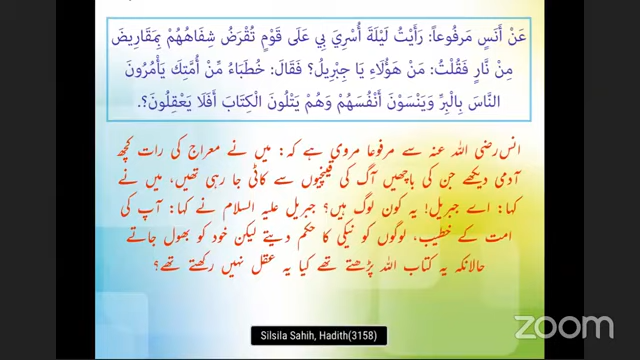 عَنْ أَنَسٍ مَرفُوعاً: رَأَيْتُ لَيْلَةَ أُسْرِيَ بِي عَلَى قَوْمٍ تُقْرَضُ شِفَاهُهُمْ بِمَقَارِيضَ
مِنْ نَارٍ فَقُلْتُ: مَنْ هَؤُلَاءِ يَا جِبْرِيلُ؟ فَقَالَ: خُطَبَاءُ مِّنْ أُمَّتِكَ يَأْمُرُونَ
النَّاسَ بِالْبِرِّ وَيَنْسَوْنَ أَنْفُسَهُمْ وَهُمْ يَتْلُونَ الْكِتَابَ أَفَلَا يَعْقِلُونَ؟.
انس رضی اللہ عنہ سے مرفوعا مروی ہے کہ: میں نے معراج کی رات کچھ
آدمی دیکھے جن کی باچھیں آگ کی قینچیوں سے کاٹی جا رہی تھیں، میں نے
کہا: اے جبریل! یہ کون لوگ ہیں؟ جبریل علیہ السلام نے کہا: آپ کی
امت کے خطیب، لوگوں کو نیکی کا حکم دیتے لیکن خود کو بھول جاتے
حالانکہ یہ کتاب اللہ پڑھتے تھے کیا یہ عقل نہیں رکھتے تھے؟
Silsila Sahih, Hadith(3158)
zoom